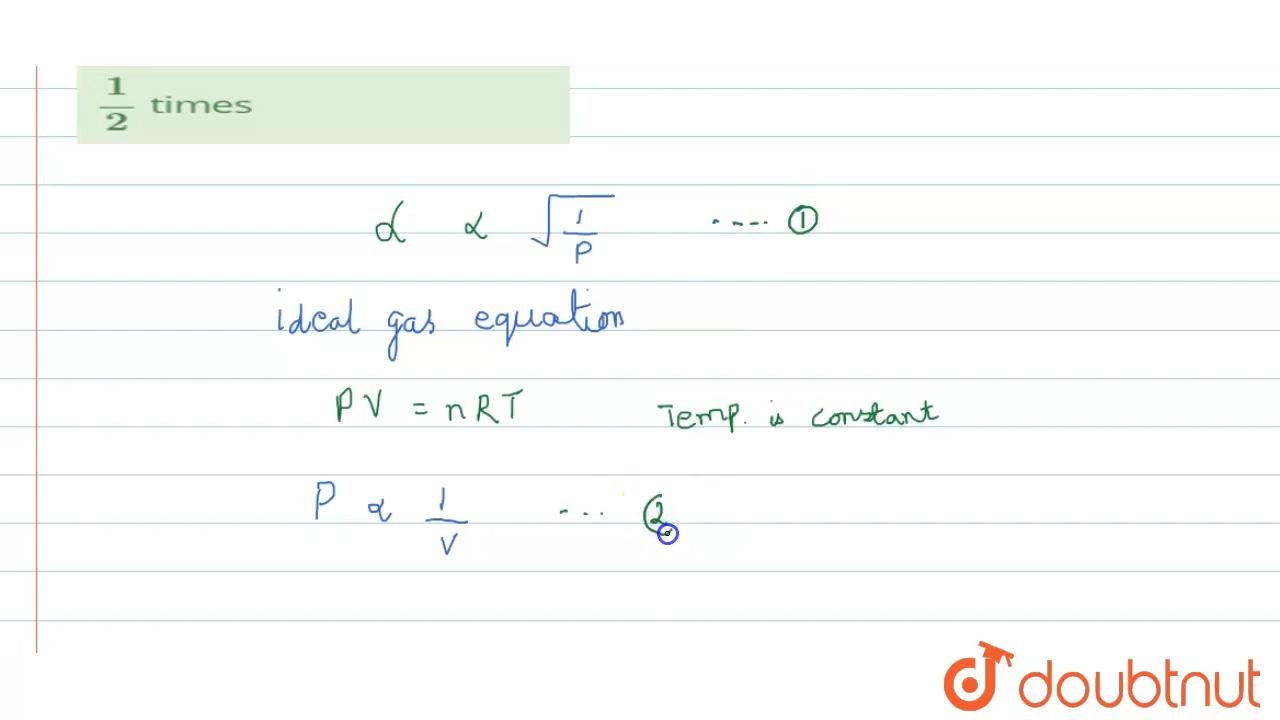 1/2 times
α ∝ √(1/P) ..... ①
ideal gas equation
PV = nRT Temp. is constant
P ∝ 1/V ... 2
doubtnut